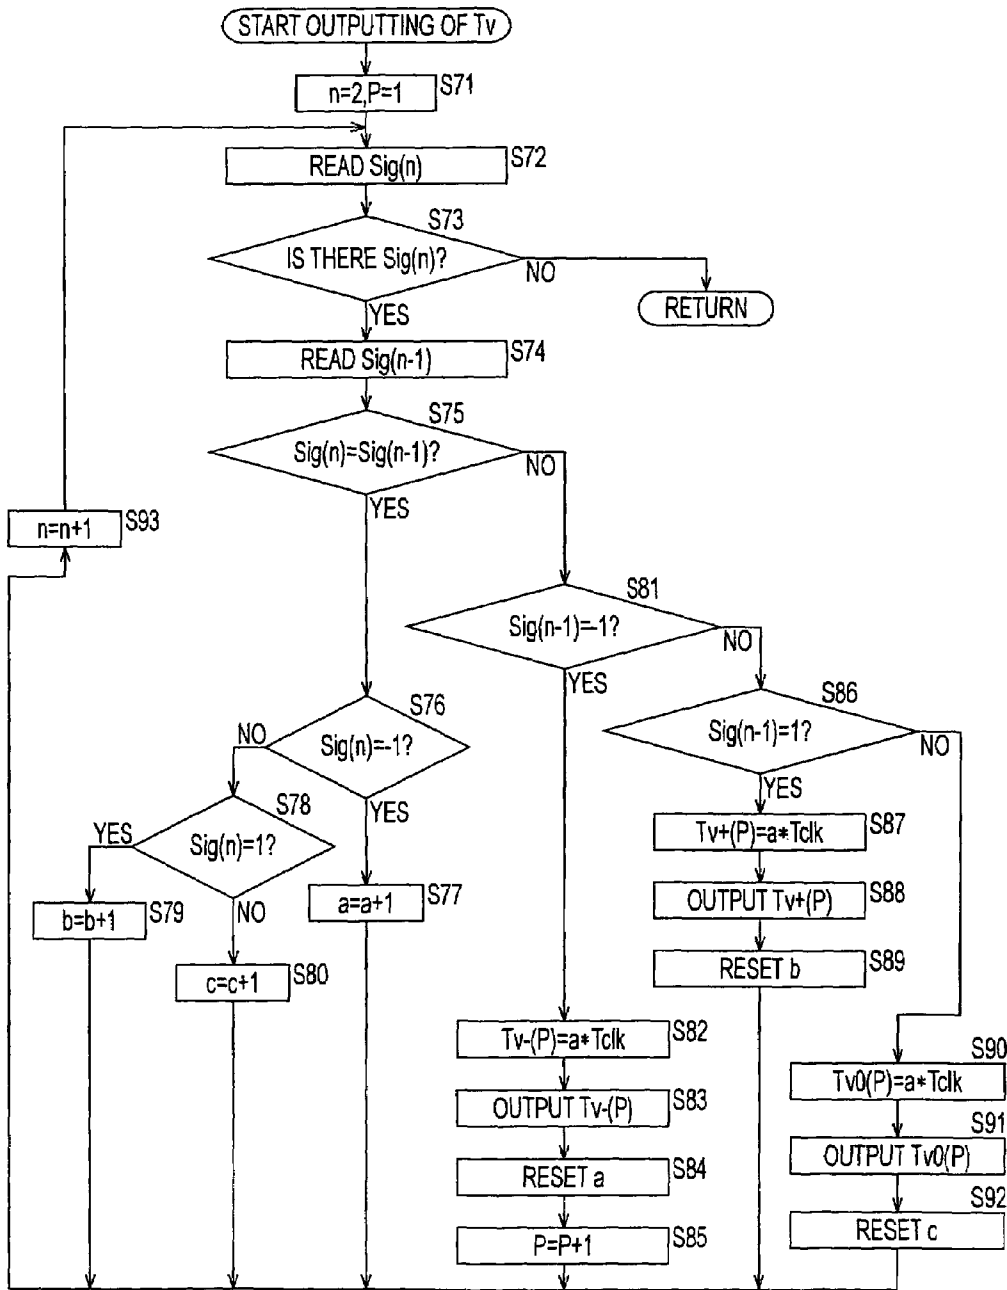 START OUTPUTTING OF Tv
n=2,P=1
S71
READ Sig(n)
S72
S73
IS THERE Sig(n)?
NO
YES
RETURN
READ Sig(n-1)
S74
S75
Sig(n)=Sig(n-1)?
NO
YES
n=n+1
S93
S81
Sig(n-1)=-1?
NO
YES
S86
Sig(n-1)=1?
NO
YES
S76
Sig(n)=-1?
NO
YES
S78
Sig(n)=1?
YES
NO
Tv+(P)=a*Tclk
S87
a=a+1
S77
OUTPUT Tv+(P)
S88
b=b+1
S79
RESET b
S89
c=c+1
S80
Tv-(P)=a*Tclk
S82
S90
Tv0(P)=a*Tclk
OUTPUT Tv-(P)
S83
S91
OUTPUT Tv0(P)
RESET a
S84
S92
RESET c
P=P+1
S85